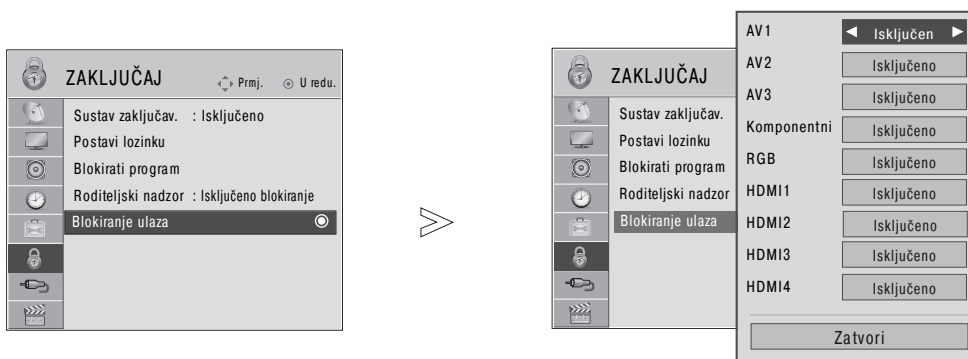 ZAKLJUČAJ
Prmj.
U redu.
Sustav zaključav. : Isključeno
Postavi lozinku
Blokirati program
Roditeljski nadzor : Isključeno blokiranje
Blokiranje ulaza
ZAKLJUČAJ
Sustav zaključav.
Postavi lozinku
Blokirati program
Roditeljski nadzor
Blokiranje ulaza
AV1 ◀ Isključen ▶
AV2 Isključeno
AV3 Isključeno
Komponentni Isključeno
RGB Isključeno
HDMI1 Isključeno
HDMI2 Isključeno
HDMI3 Isključeno
HDMI4 Isključeno
Zatvori